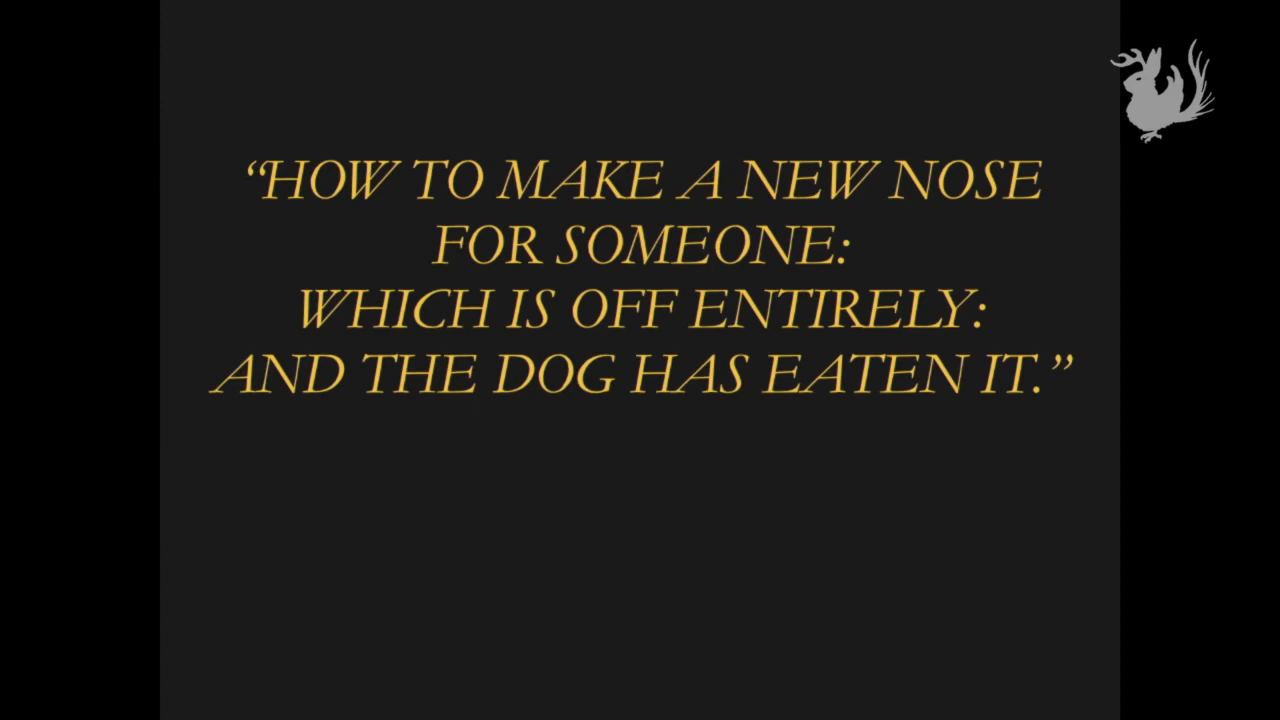 “HOW TO MAKE A NEW NOSE
FOR SOMEONE:
WHICH IS OFF ENTIRELY:
AND THE DOG HAS EATEN IT.”